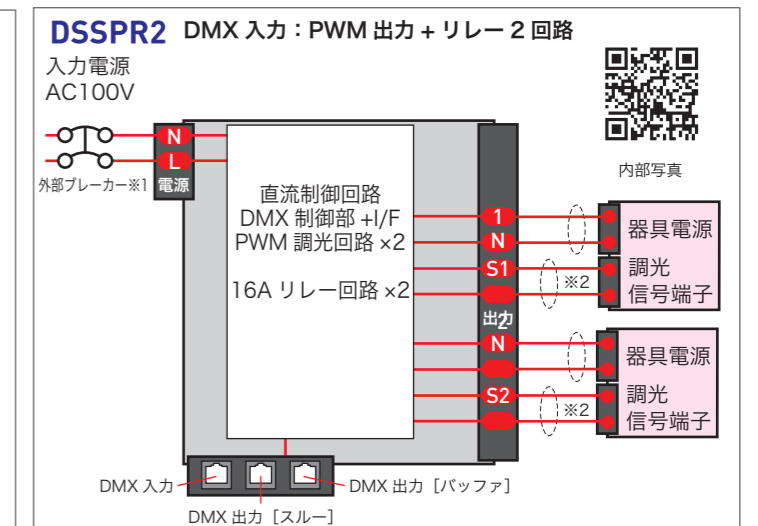 DSSPR2 DMX 入力：PWM 出力 + リレー 2 回路
入力電源
AC100V
内部写真
N
L
電源
外部ブレーカー※1
直流制御回路
DMX 制御部 +I/F
PWM 調光回路 ×2
16A リレー回路 ×2
1
N
S1
出力
2
N
S2
※2
※2
器具電源
調光
信号端子
器具電源
調光
信号端子
DMX 入力
DMX 出力［スルー］
DMX 出力［バッファ］